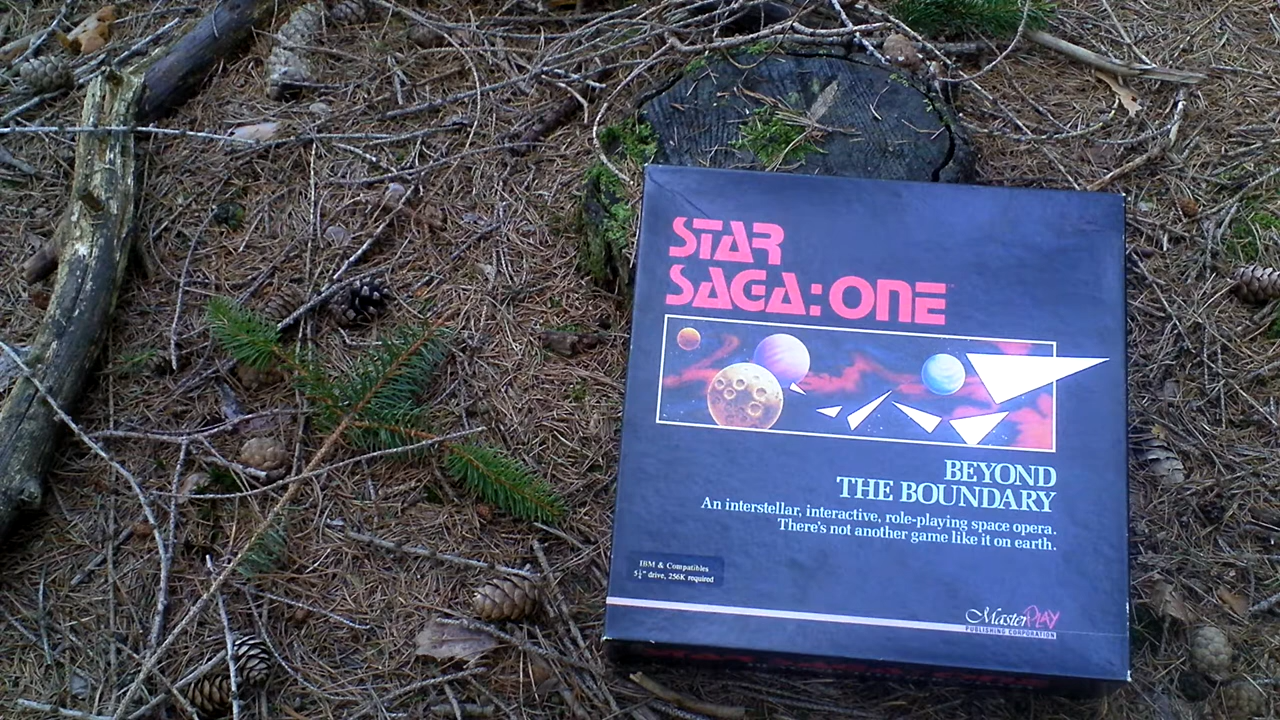 STAR
SAGA:ONE™
BEYOND
THE BOUNDARY
An interstellar, interactive, role-playing space opera.
There's not another game like it on earth.
IBM & Compatibles
5¼" drive, 256K required
MasterPLAY
PUBLISHING CORPORATION